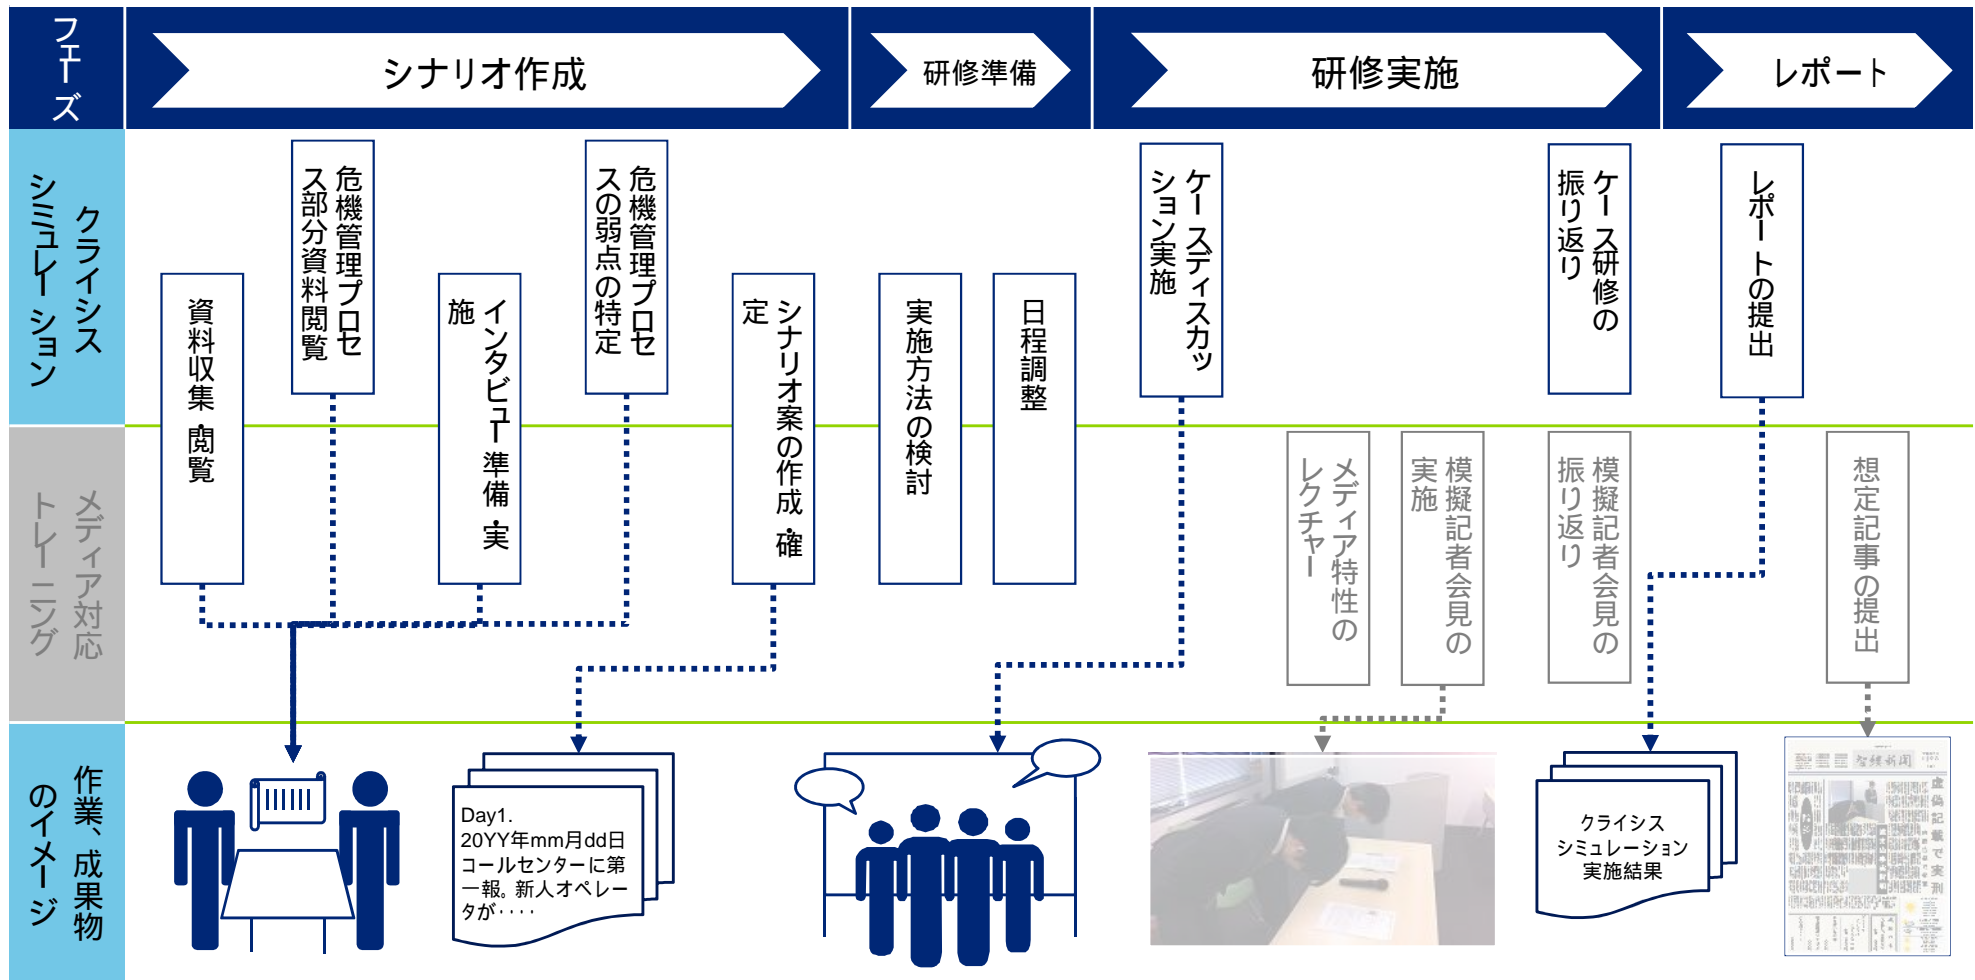 フェーズ
シナリオ作成
研修準備
研修実施
レポート
クライシス
シミュレーション
資料収集・閲覧
危機管理プロセ
ス部分資料閲覧
インタビュー準備・実
施
危機管理プロセ
スの弱点の特定
シナリオ案の作成・確
定
実施方法の検討
日程調整
ケースディスカッ
ション実施
ケース研修の
振り返り
レポートの提出
メディア対応
トレーニング
メディア特性の
レクチャー
模擬記者会見の
実施
模擬記者会見の
振り返り
想定記事の提出
作業、成果物
のイメージ
Day1.
20YY年mm月dd日
コールセンターに第
一報。新人オペレー
タが‥‥
クライシス
シミュレーション
実施結果
虚偽記載で実刑